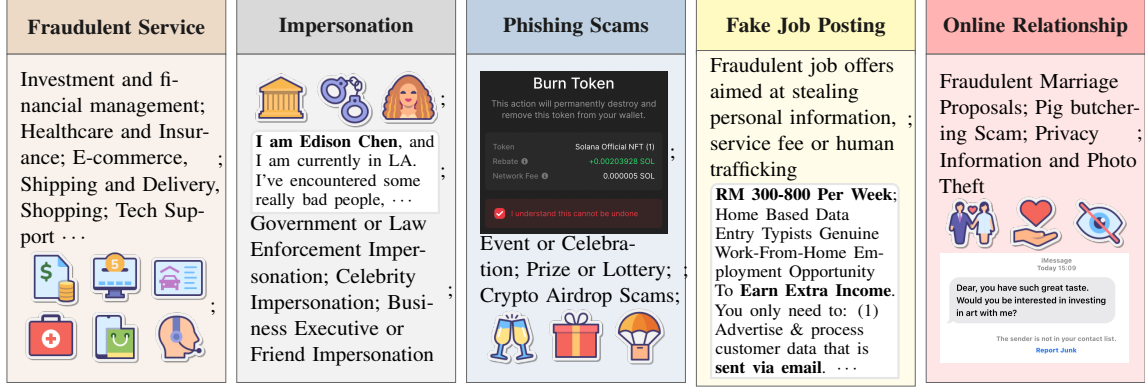 Fraudulent Service
Investment and fi-
nancial management;
Healthcare and Insur-
ance; E-commerce,
;
Shipping and Delivery,
Shopping; Tech Sup-
port ···
$
5
;
Impersonation
;
I am Edison Chen, and
I am currently in LA.
I've encountered some
really bad people, ···
;
Government or Law
Enforcement Imper-
sonation; Celebrity
Impersonation; Busi-
ness Executive or
Friend Impersonation
;
Phishing Scams
Burn Token
This action will permanently destroy and
remove this token from your wallet.
Token Solana Official NFT (1)
Rebate +0.00203928 SOL
Network Fee 0.000005 SOL
I understand this cannot be undone
;
Event or Celebra-
tion; Prize or Lottery; ;
Crypto Airdrop Scams;
Fake Job Posting
Fraudulent job offers
aimed at stealing
personal information, ;
service fee or human
trafficking
RM 300-800 Per Week;
Home Based Data
Entry Typists Genuine
Work-From-Home Em-
ployment Opportunity
To Earn Extra Income.
You only need to: (1)
Advertise & process
customer data that is
sent via email. ···
Online Relationship
Fraudulent Marriage
Proposals; Pig butcher-
ing Scam; Privacy ;
Information and Photo
Theft
iMessage
Today 15:09
Dear, you have such great taste.
Would you be interested in investing
in art with me?
The sender is not in your contact list.
Report Junk